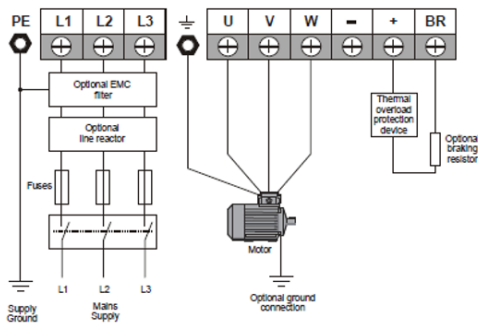 PE L1 L2 L3 U V W − + BR
Optional EMC
filter
Optional
line reactor
Fuses
Thermal
overload
protection
device
Optional
braking
resistor
Motor
L1 L2 L3
Supply
Ground
Mains
Supply
Optional ground
connection